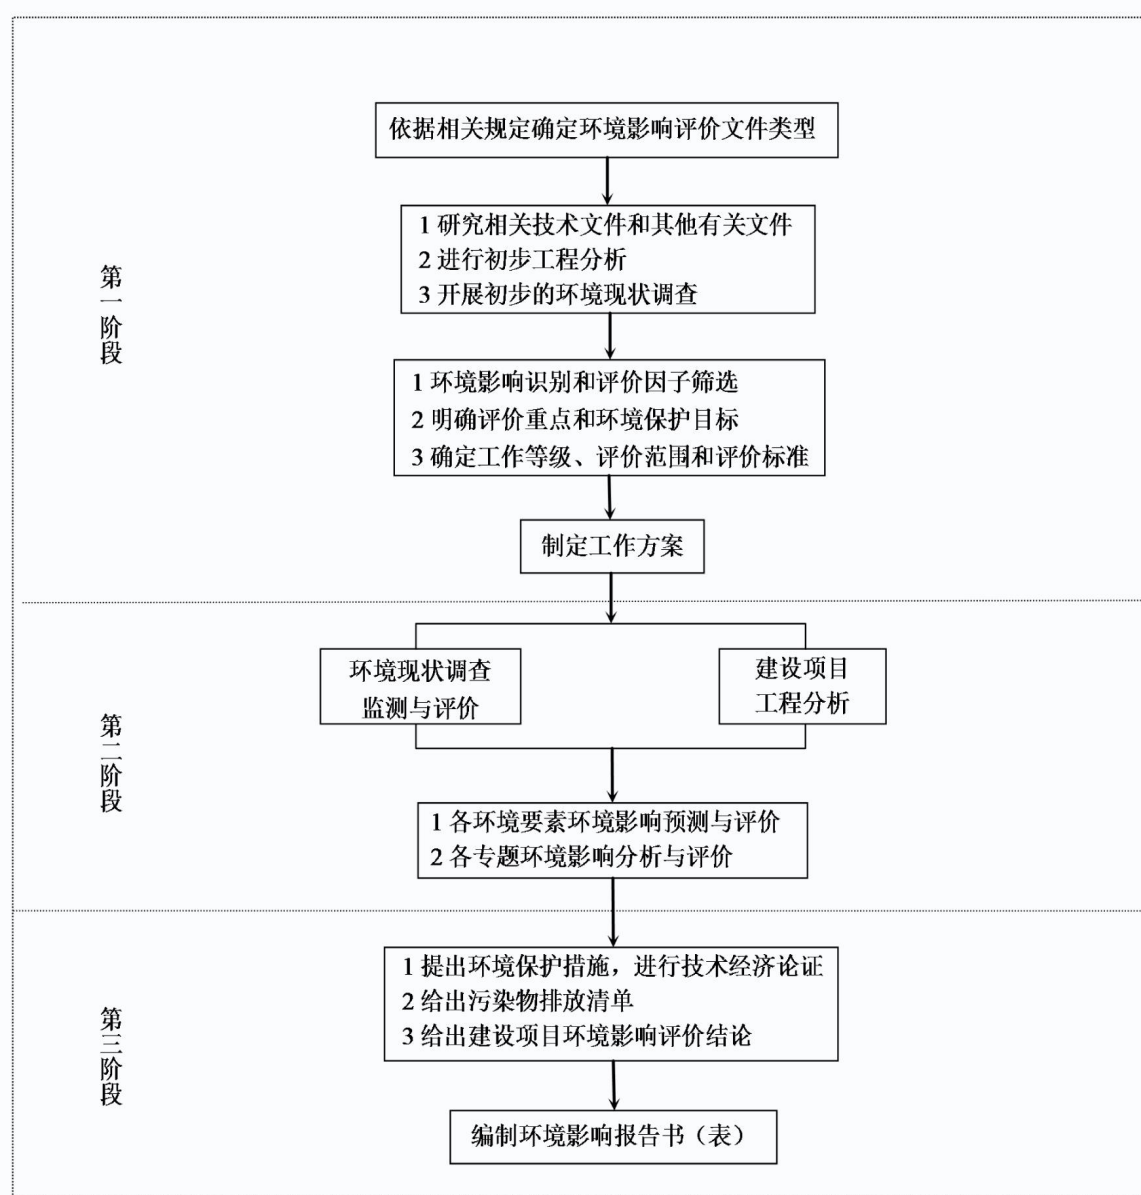 依据相关规定确定环境影响评价文件类型
1 研究相关技术文件和其他有关文件
2 进行初步工程分析
3 开展初步的环境现状调查
第一阶段
1 环境影响识别和评价因子筛选
2 明确评价重点和环境保护目标
3 确定工作等级、评价范围和评价标准
制定工作方案
环境现状调查
监测与评价
建设项目
工程分析
第二阶段
1 各环境要素环境影响预测与评价
2 各专题环境影响分析与评价
1 提出环境保护措施，进行技术经济论证
2 给出污染物排放清单
3 给出建设项目环境影响评价结论
第三阶段
编制环境影响报告书（表）